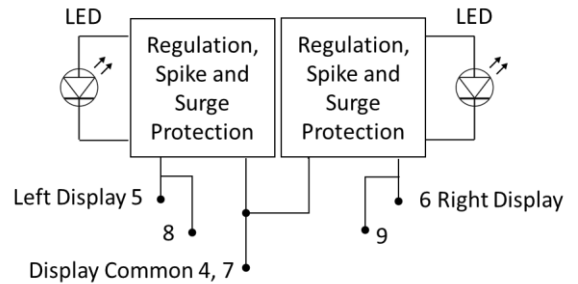 LED
LED
Regulation,
Spike and
Surge
Protection
Regulation,
Spike and
Surge
Protection
Left Display 5
6 Right Display
8
9
Display Common 4, 7